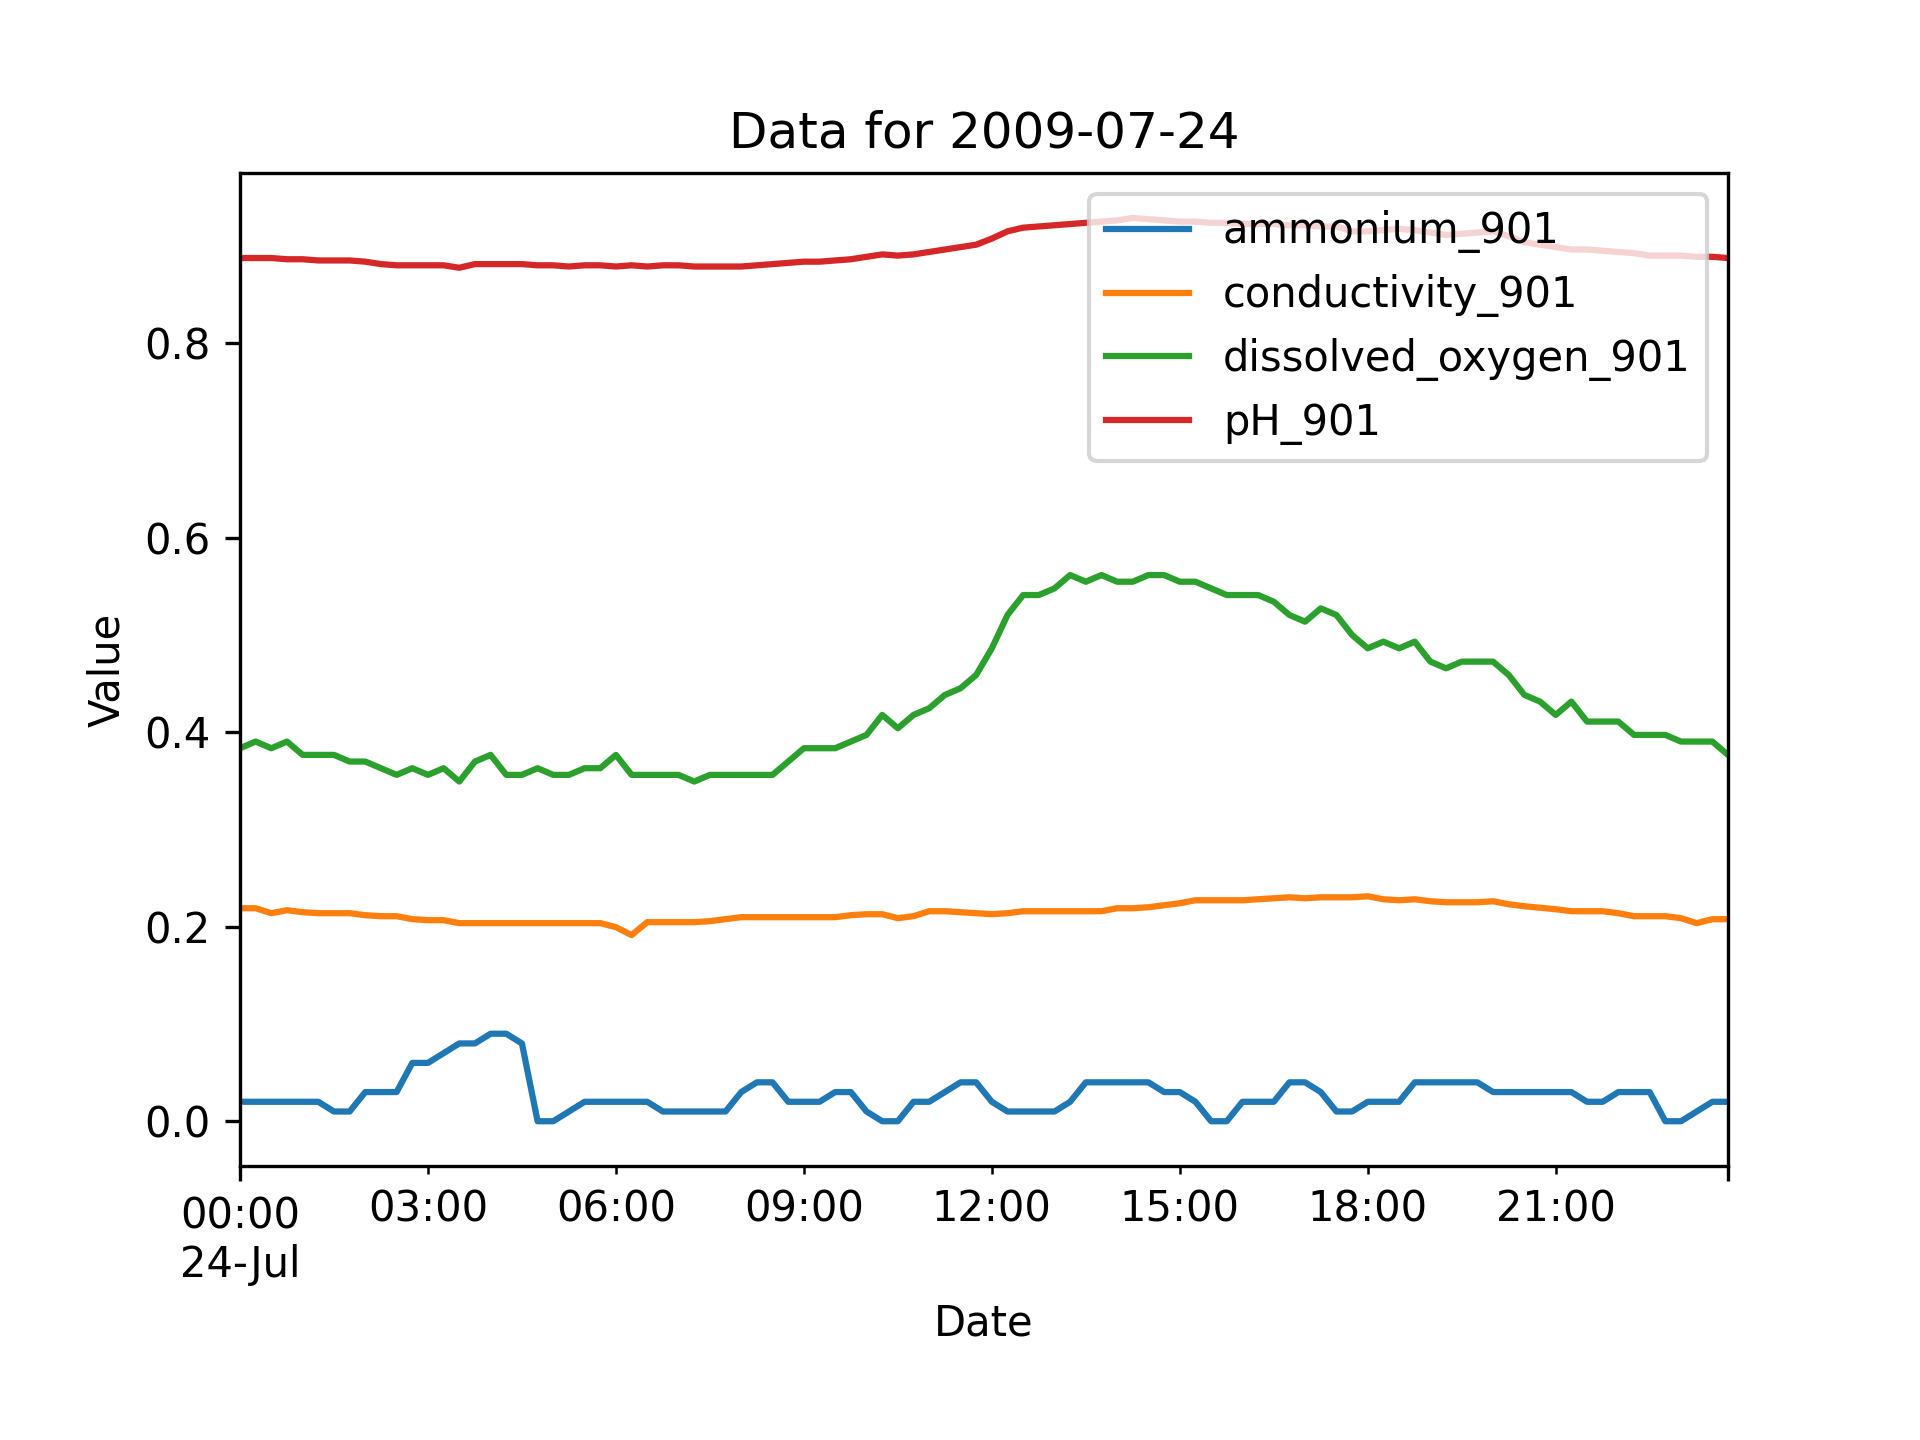 Data for 2009-07-24
ammonium_901
conductivity_901
dissolved_oxygen_901
pH_901
0.8
0.6
0.4
0.2
0.0
Value
00:00 03:00 06:00 09:00 12:00 15:00 18:00 21:00
24-Jul
Date